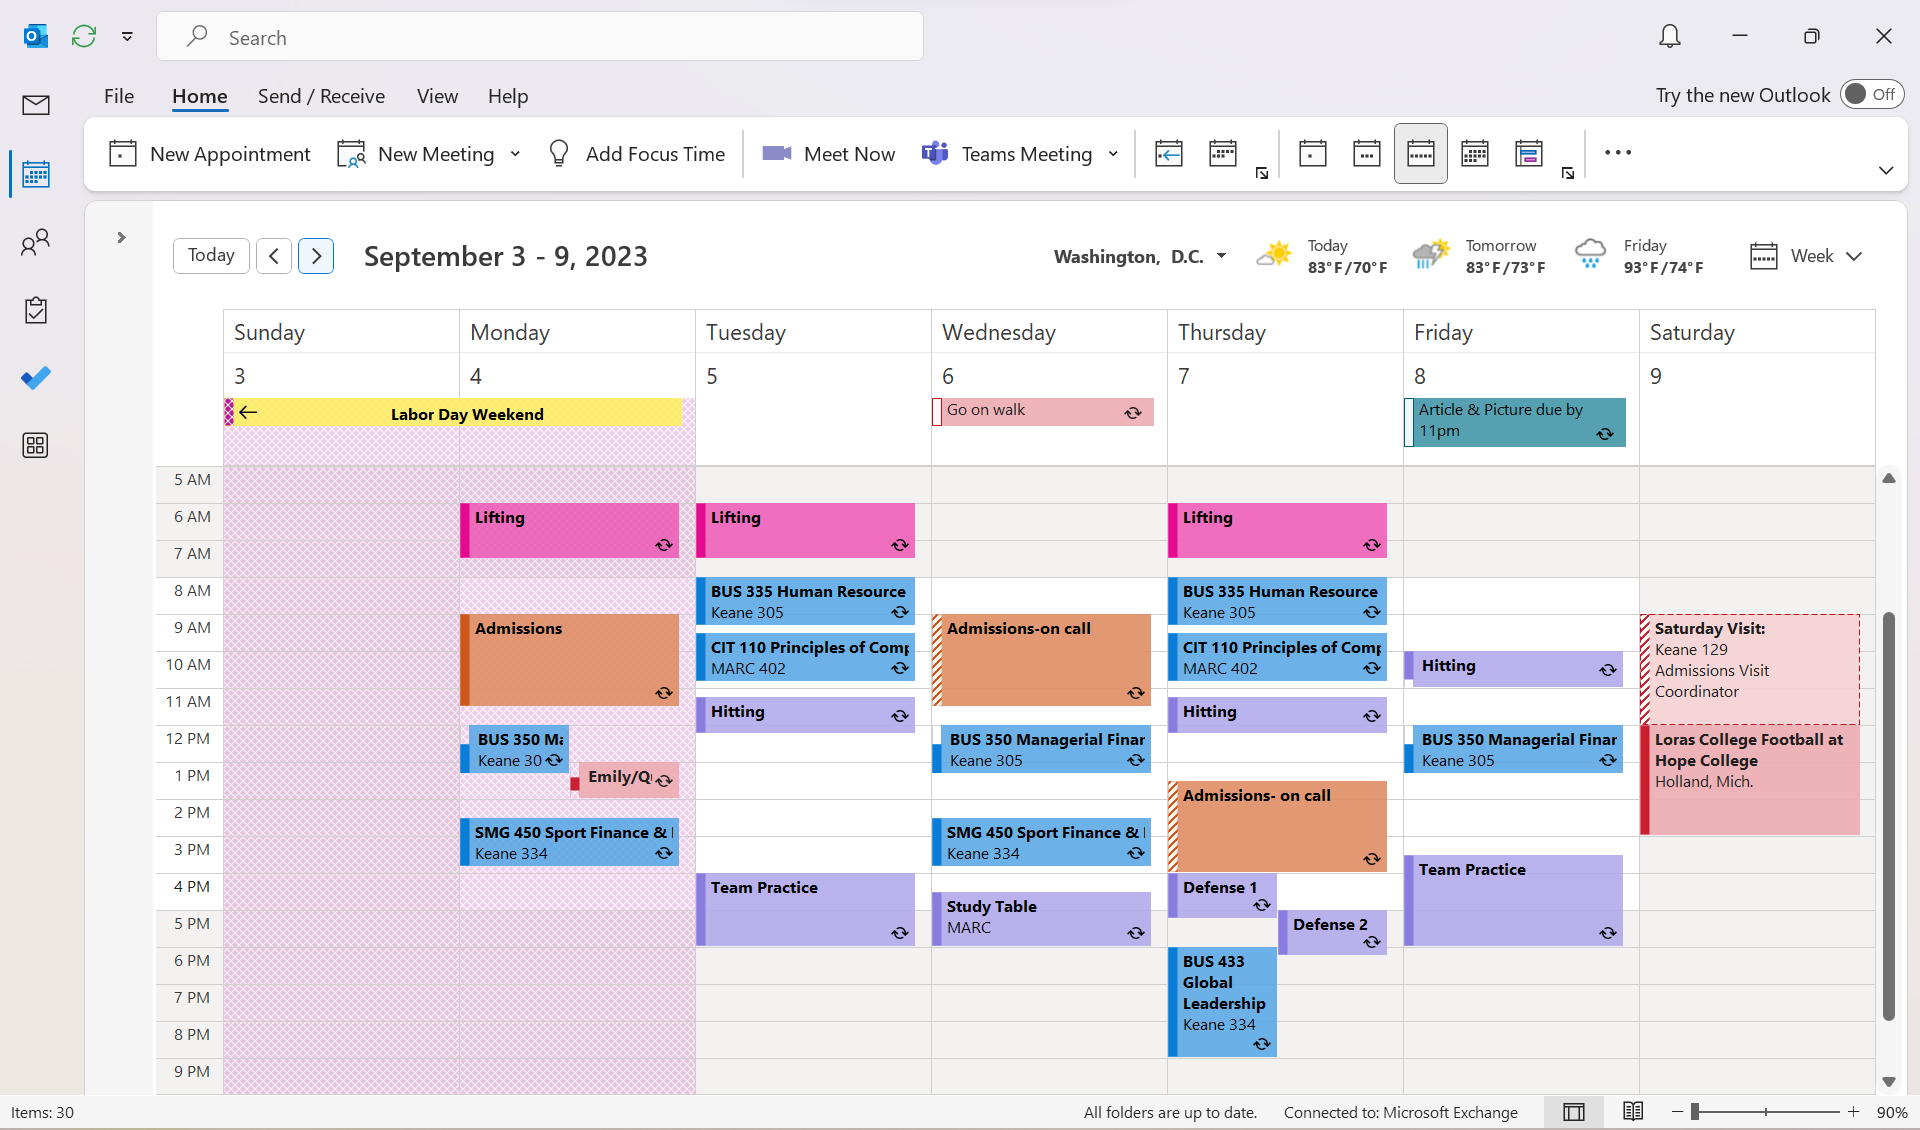 Search
File Home Send / Receive View Help
Try the new Outlook Off
New Appointment New Meeting Add Focus Time Meet Now Teams Meeting
Today September 3 - 9, 2023
Washington, D.C. Today Tomorrow Friday Week
83°F/70°F 83°F/73°F 93°F/74°F
Sunday Monday Tuesday Wednesday Thursday Friday Saturday
3 4 5 6 7 8 9
Labor Day Weekend
Go on walk
Article & Picture due by
11pm
5 AM
6 AM
7 AM
8 AM
9 AM
10 AM
11 AM
12 PM
1 PM
2 PM
3 PM
4 PM
5 PM
6 PM
7 PM
8 PM
9 PM
Lifting
Admissions
BUS 350 Ma
Keane 30
Emily/Q
SMG 450 Sport Finance &
Keane 334
Lifting
BUS 335 Human Resource
Keane 305
CIT 110 Principles of Comp
MARC 402
Hitting
Team Practice
Admissions-on call
BUS 350 Managerial Finan
Keane 305
SMG 450 Sport Finance &
Keane 334
Study Table
MARC
Lifting
BUS 335 Human Resource
Keane 305
CIT 110 Principles of Comp
MARC 402
Hitting
Admissions- on call
Defense 1
Defense 2
BUS 433
Global
Leadership
Keane 334
Hitting
BUS 350 Managerial Finan
Keane 305
Team Practice
Saturday Visit:
Keane 129
Admissions Visit
Coordinator
Loras College Football at
Hope College
Holland, Mich.
Items: 30 All folders are up to date. Connected to: Microsoft Exchange 90%